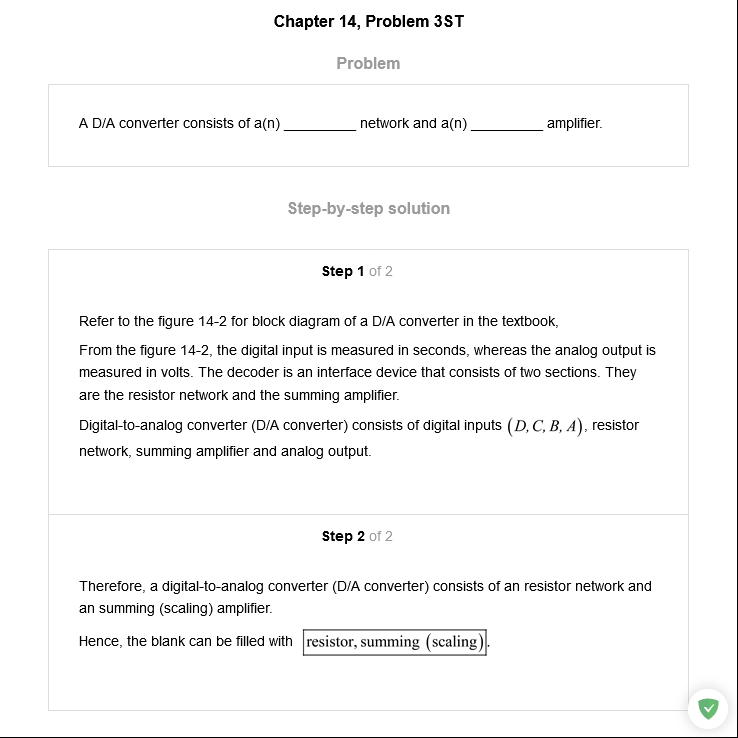 Chapter 14, Problem 3ST
Problem
A D/A converter consists of a(n) _________ network and a(n) _________ amplifier.
Step-by-step solution
Step 1 of 2
Refer to the figure 14-2 for block diagram of a D/A converter in the textbook,
From the figure 14-2, the digital input is measured in seconds, whereas the analog output is
measured in volts. The decoder is an interface device that consists of two sections. They
are the resistor network and the summing amplifier.
Digital-to-analog converter (D/A converter) consists of digital inputs (D, C, B, A), resistor
network, summing amplifier and analog output.
Step 2 of 2
Therefore, a digital-to-analog converter (D/A converter) consists of an resistor network and
an summing (scaling) amplifier.
Hence, the blank can be filled with resistor, summing (scaling).